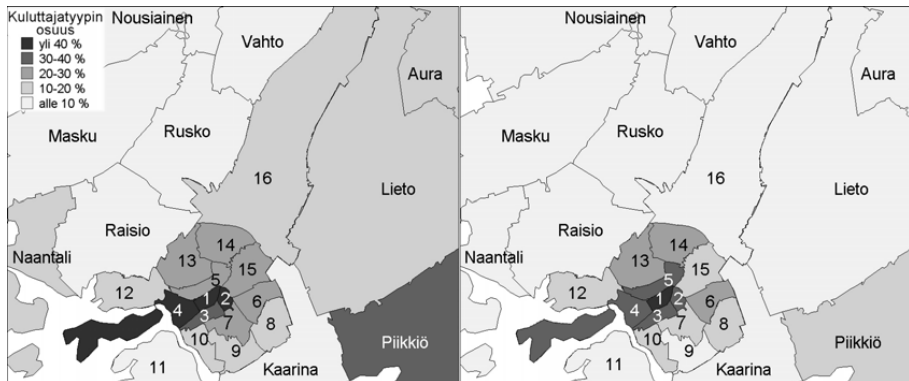 Kuluttajatyypin
osuus
yli 40 %
30-40 %
20-30 %
10-20 %
alle 10 %
Nousiainen
Vahto
Aura
Masku
Rusko
16
Lieto
Raisio
Naantali
14
13
15
5
12
1
2
4
3
6
7
8
10
9
11
Kaarina
Piikkiö
Nousiainen
Vahto
Aura
Masku
Rusko
16
Lieto
Raisio
Naantali
14
13
15
5
12
1
2
4
3
6
7
8
10
9
11
Kaarina
Piikkiö